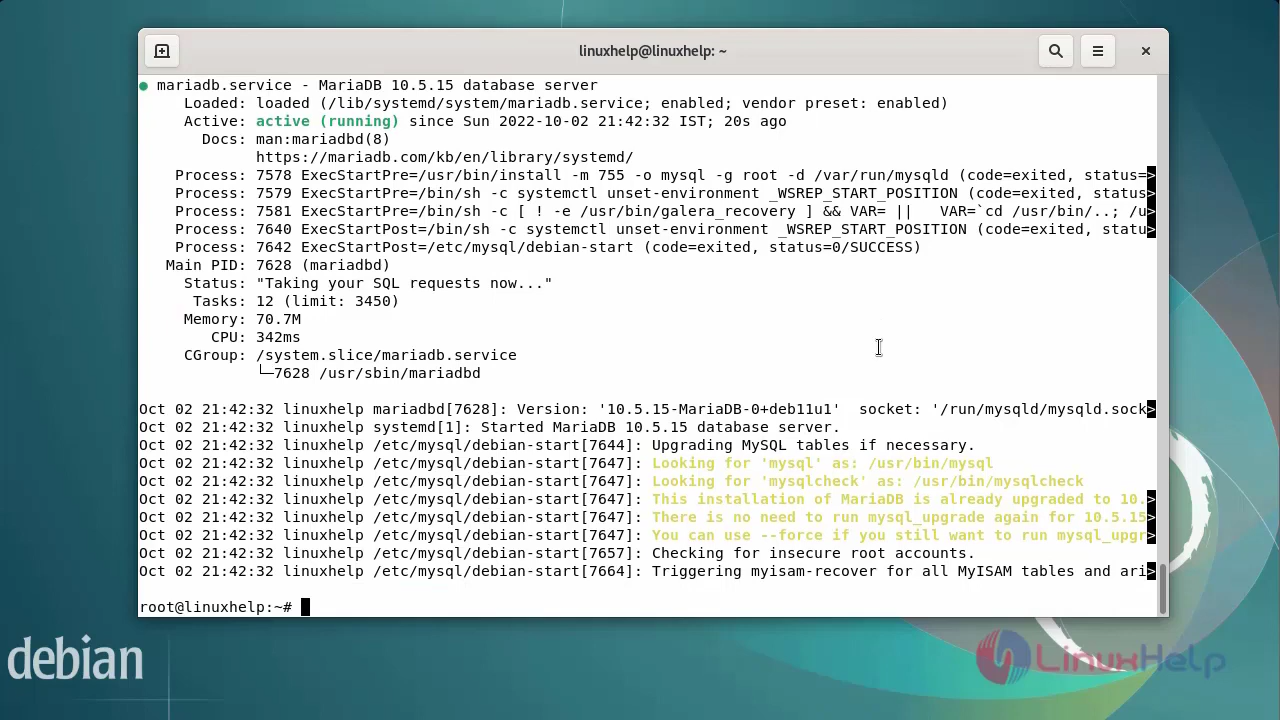 linuxhelp@linuxhelp: ~
● mariadb.service - MariaDB 10.5.15 database server
     Loaded: loaded (/lib/systemd/system/mariadb.service; enabled; vendor preset: enabled)
     Active: active (running) since Sun 2022-10-02 21:42:32 IST; 20s ago
       Docs: man:mariadbd(8)
             https://mariadb.com/kb/en/library/systemd/
    Process: 7578 ExecStartPre=/usr/bin/install -m 755 -o mysql -g root -d /var/run/mysqld (code=exited, status=>
    Process: 7579 ExecStartPre=/bin/sh -c systemctl unset-environment _WSREP_START_POSITION (code=exited, status>
    Process: 7581 ExecStartPre=/bin/sh -c [ ! -e /usr/bin/galera_recovery ] && VAR= ||   VAR=`cd /usr/bin/..; /u>
    Process: 7640 ExecStartPost=/bin/sh -c systemctl unset-environment _WSREP_START_POSITION (code=exited, statu>
    Process: 7642 ExecStartPost=/etc/mysql/debian-start (code=exited, status=0/SUCCESS)
   Main PID: 7628 (mariadbd)
     Status: "Taking your SQL requests now..."
      Tasks: 12 (limit: 3450)
     Memory: 70.7M
        CPU: 342ms
     CGroup: /system.slice/mariadb.service
             └─7628 /usr/sbin/mariadbd
Oct 02 21:42:32 linuxhelp mariadbd[7628]: Version: '10.5.15-MariaDB-0+deb11u1'  socket: '/run/mysqld/mysqld.sock>
Oct 02 21:42:32 linuxhelp systemd[1]: Started MariaDB 10.5.15 database server.
Oct 02 21:42:32 linuxhelp /etc/mysql/debian-start[7644]: Upgrading MySQL tables if necessary.
Oct 02 21:42:32 linuxhelp /etc/mysql/debian-start[7647]: Looking for 'mysql' as: /usr/bin/mysql
Oct 02 21:42:32 linuxhelp /etc/mysql/debian-start[7647]: Looking for 'mysqlcheck' as: /usr/bin/mysqlcheck
Oct 02 21:42:32 linuxhelp /etc/mysql/debian-start[7647]: This installation of MariaDB is already upgraded to 10.>
Oct 02 21:42:32 linuxhelp /etc/mysql/debian-start[7647]: There is no need to run mysql_upgrade again for 10.5.15>
Oct 02 21:42:32 linuxhelp /etc/mysql/debian-start[7647]: You can use --force if you still want to run mysql_upgr>
Oct 02 21:42:32 linuxhelp /etc/mysql/debian-start[7657]: Checking for insecure root accounts.
Oct 02 21:42:32 linuxhelp /etc/mysql/debian-start[7664]: Triggering myisam-recover for all MyISAM tables and ari>
root@linuxhelp:~#
debian
LinuxHelp